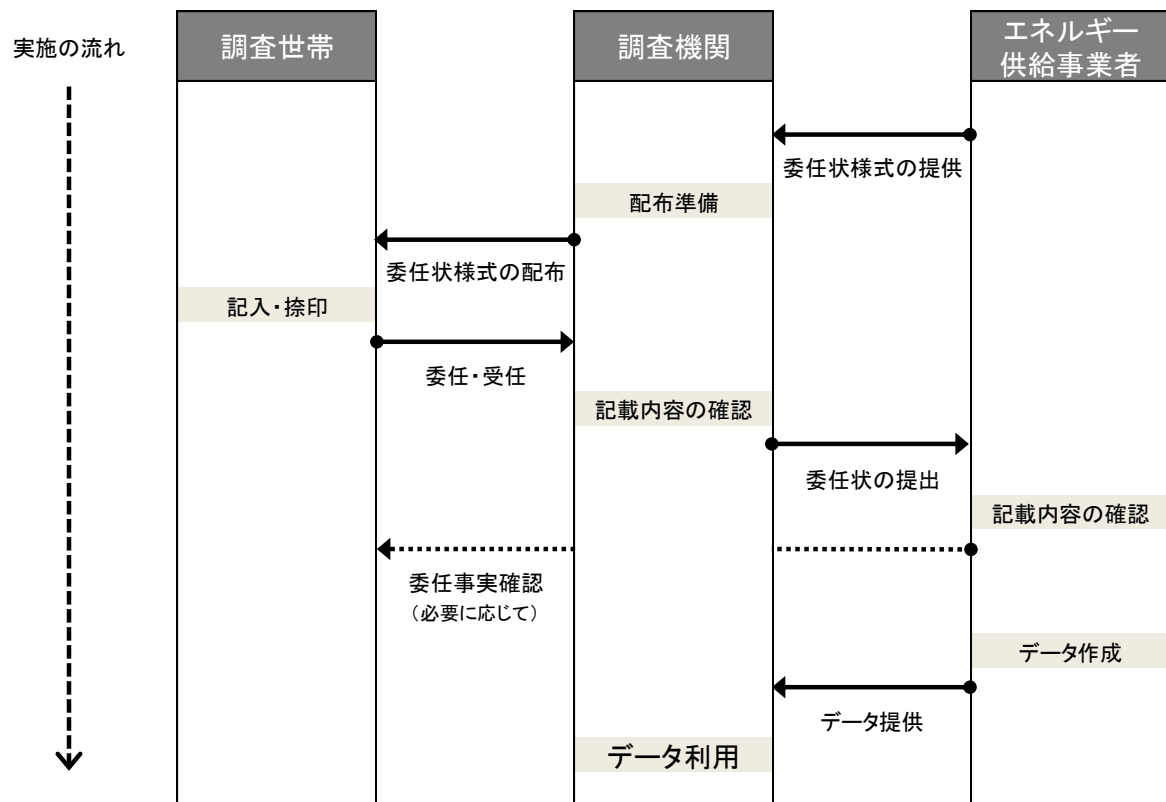 実施の流れ
調査世帯
調査機関
エネルギー
供給事業者
委任状様式の提供
配布準備
委任状様式の配布
記入・捺印
委任・受任
記載内容の確認
委任状の提出
記載内容の確認
委任事実確認
（必要に応じて）
データ作成
データ提供
データ利用